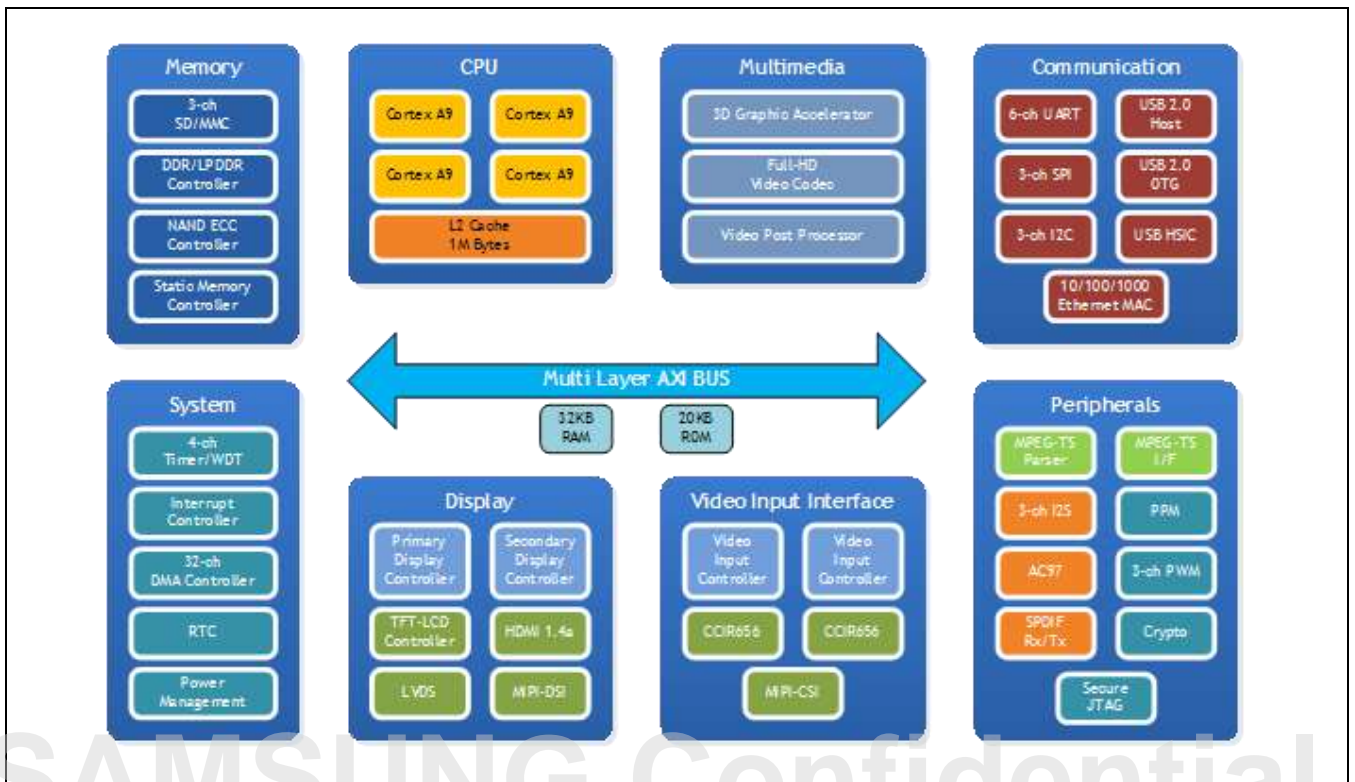 Memory
3-ch
SD/MMC
DDR/LPDDR
Controller
NAND ECC
Controller
Static Memory
Controller
CPU
Cortex A9
Cortex A9
Cortex A9
Cortex A9
L2 Cache
1M Bytes
Multimedia
3D Graphic Accelerator
Full-HD
Video Codec
Video Post Processor
Communication
6-ch UART
USB 2.0
Host
3-ch SPI
USB 2.0
OTG
3-ch I2C
USB HSIC
10/100/1000
Ethernet MAC
Multi Layer AXI BUS
32KB
RAM
20KB
ROM
System
4-ch
Timer/WDT
Interrupt
Controller
32-ch
DMA Controller
RTC
Power
Management
Display
Primary
Display
Controller
Secondary
Display
Controller
TFT-LCD
Controller
HDMI 1.4a
LVDS
MIPI-DSI
Video Input Interface
Video
Input
Controller
Video
Input
Controller
CCIR656
CCIR656
MIPI-CSI
Peripherals
MPEG-TS
Parser
MPEG-TS
I/F
3-ch I2S
PPM
AC97
3-ch PWM
SPDIF
Rx/Tx
Crypto
Secure
JTAG
SAMSUNG Confidential